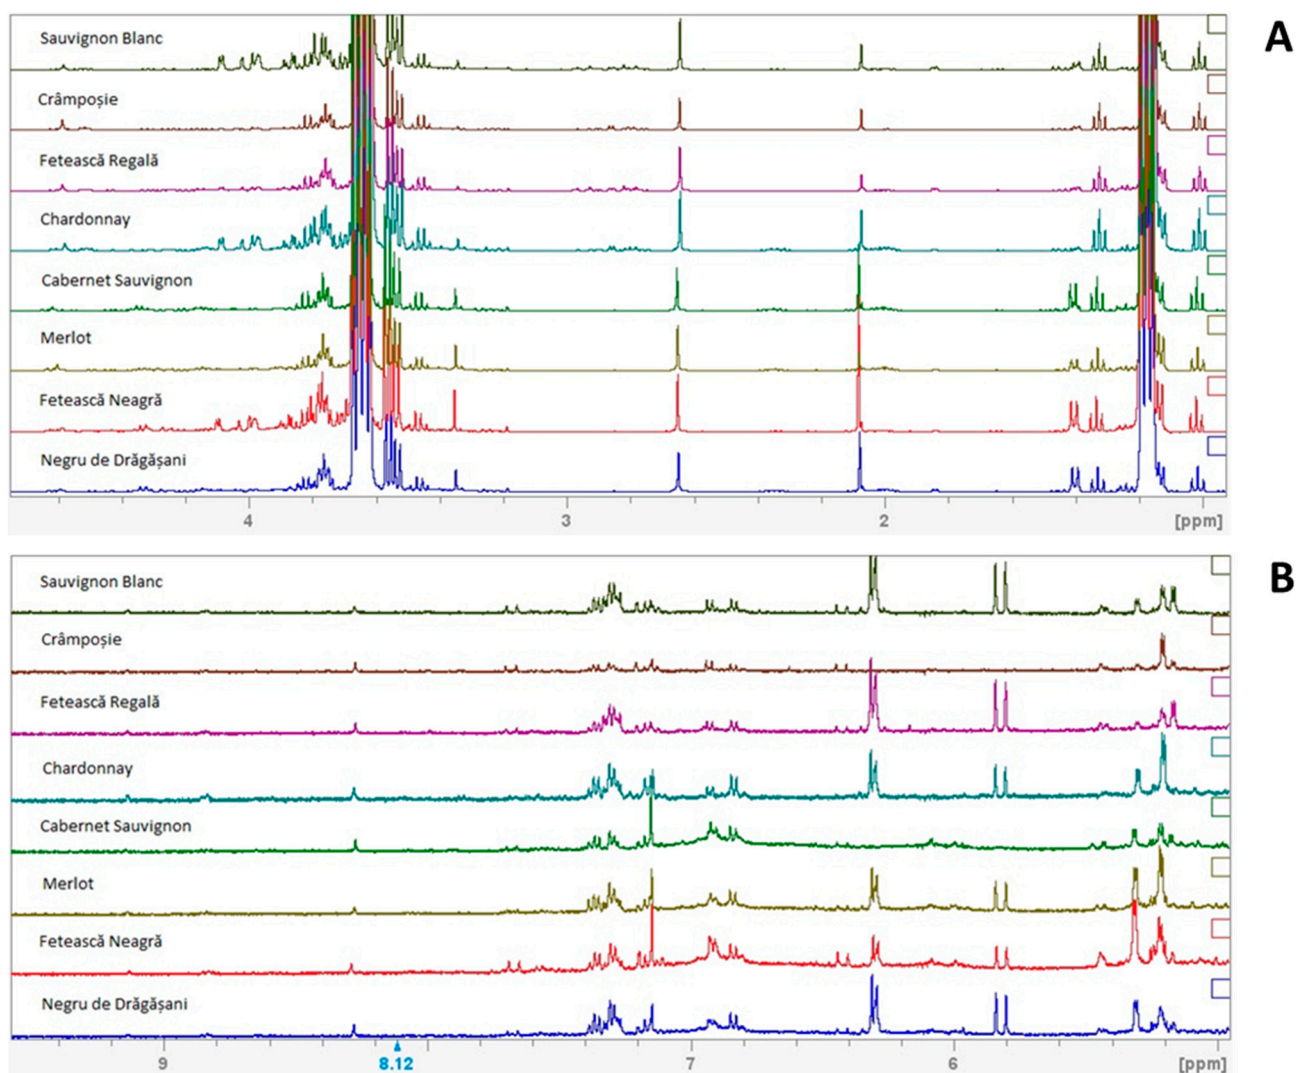 A
Sauvignon Blanc
Crâmpoșie
Fetească Regală
Chardonnay
Cabernet Sauvignon
Merlot
Fetească Neagră
Negru de Drăgășani
4 3 2 [ppm]
B
Sauvignon Blanc
Crâmpoșie
Fetească Regală
Chardonnay
Cabernet Sauvignon
Merlot
Fetească Neagră
Negru de Drăgășani
9 8.12 7 6 [ppm]